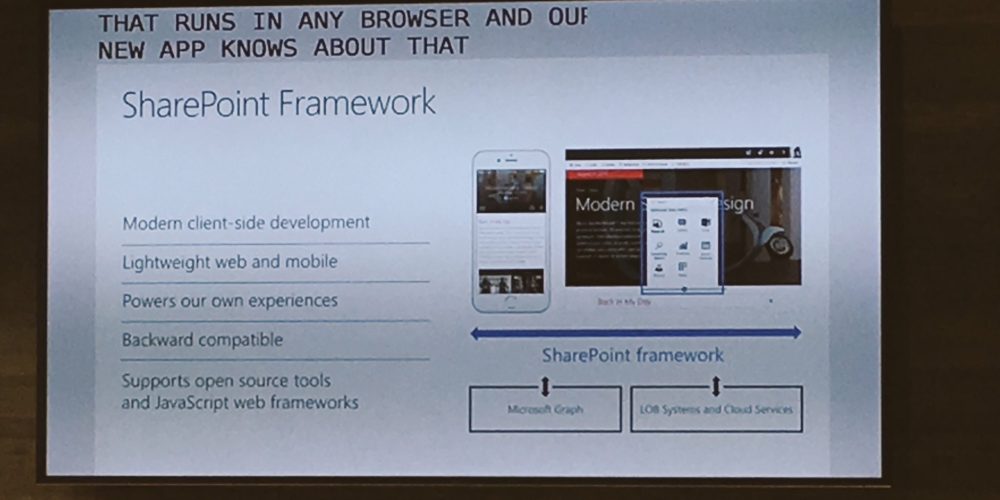 THAT RUNS IN ANY BROWSER AND OUR
NEW APP KNOWS ABOUT THAT
SharePoint Framework
Modern client-side development
Lightweight web and mobile
Powers our own experiences
Backward compatible
Supports open source tools
and JavaScript web frameworks
Modern
sign
Back In My Day
SharePoint framework
Microsoft Graph
LOB Systems and Cloud Services